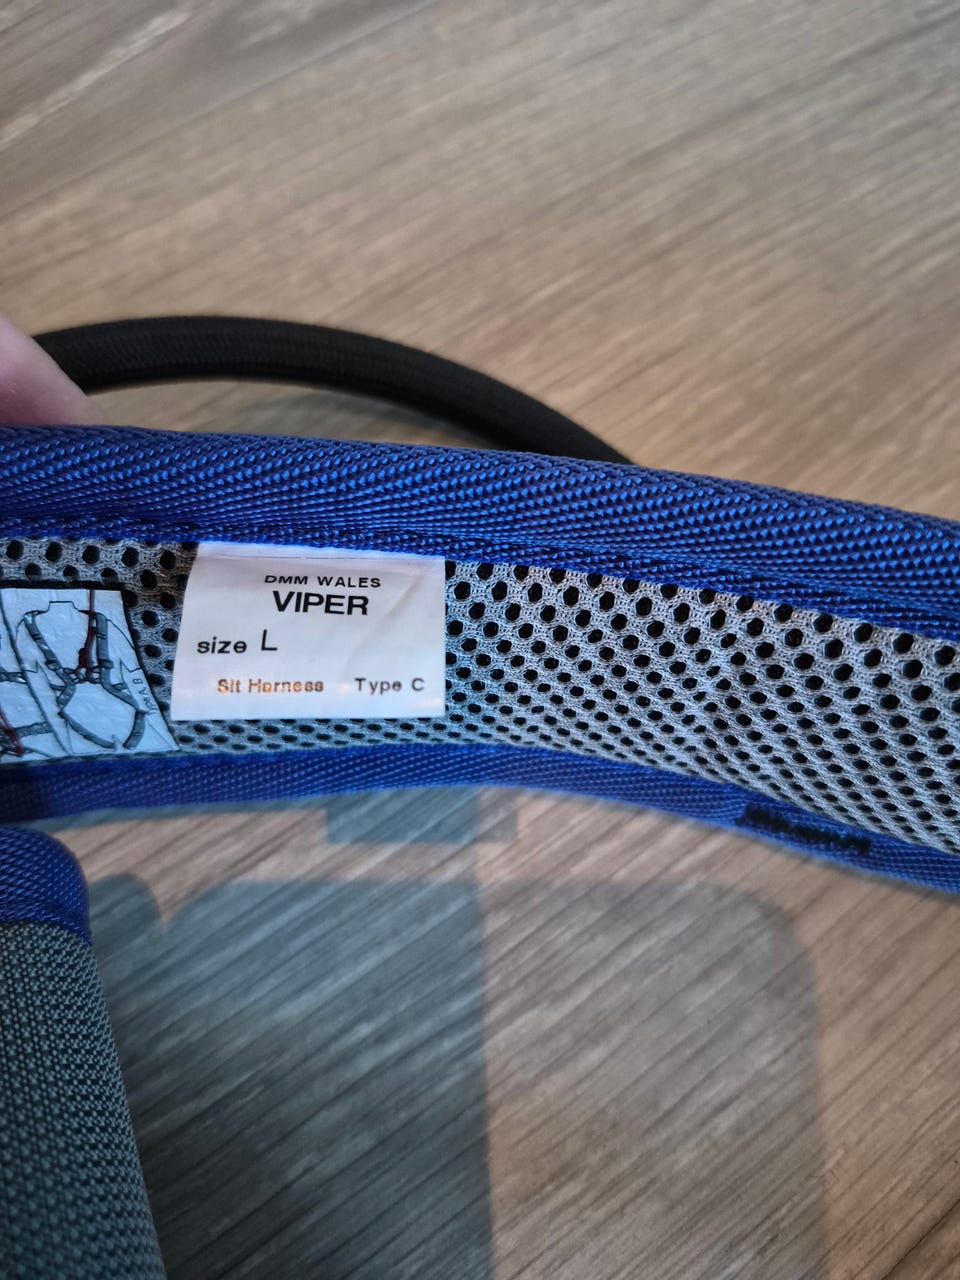 DMM WALES
VIPER
size L
Sit Harness Type C